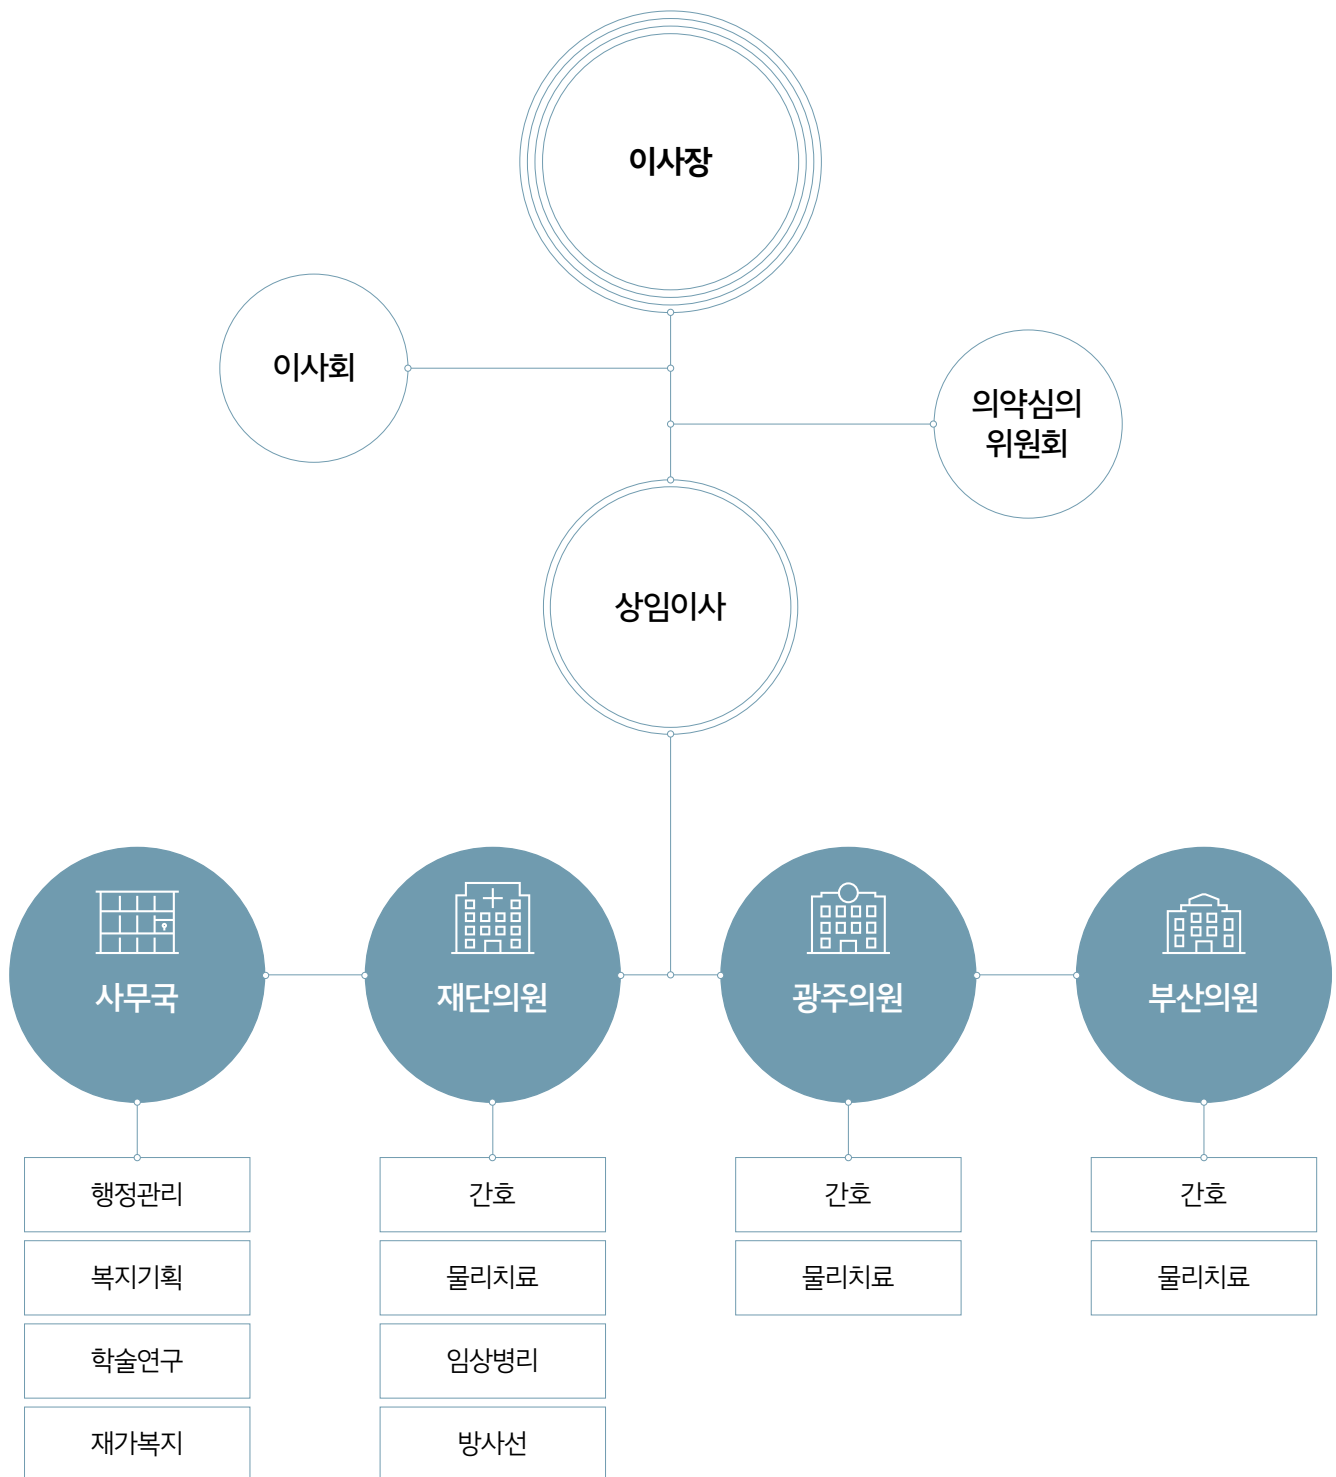 이사장
이사회
의약심의
위원회
상임이사
사무국
재단의원
광주의원
부산의원
행정관리
간호
간호
간호
복지기획
물리치료
물리치료
물리치료
학술연구
임상병리
재가복지
방사선